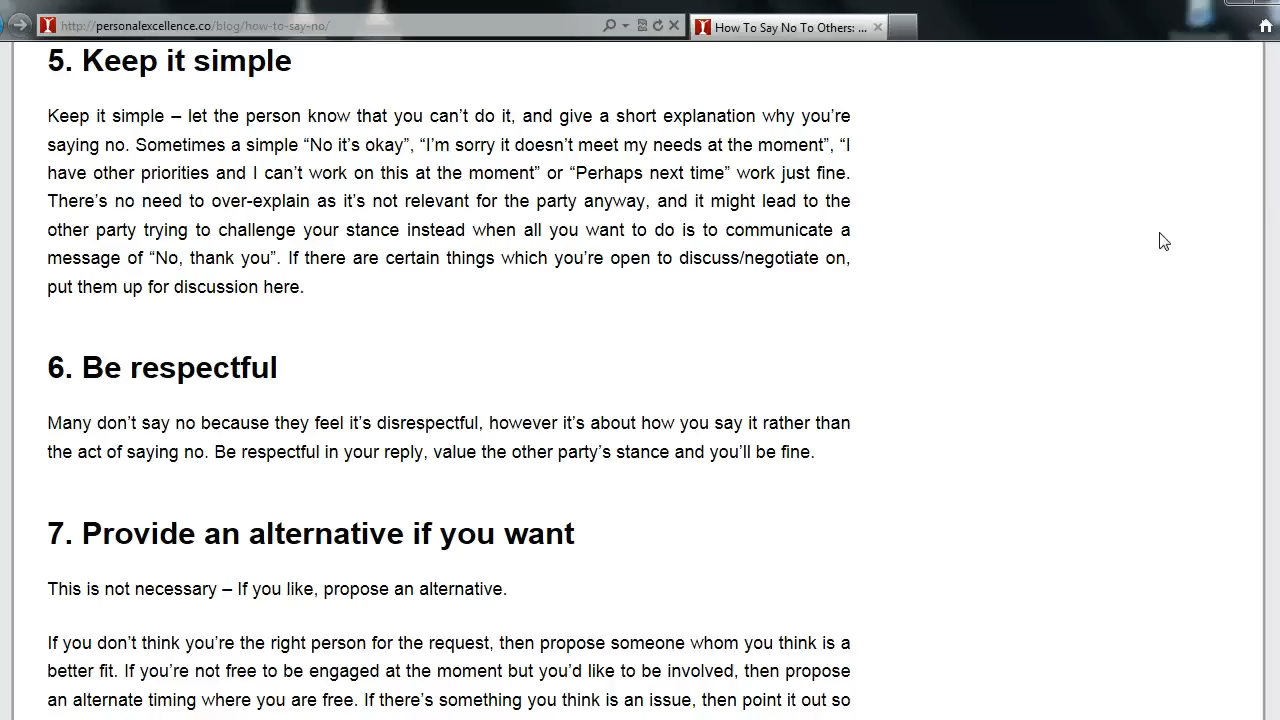 http://personalexcellence.co/blog/how-to-say-no/
How To Say No To Others: ...
5. Keep it simple
Keep it simple – let the person know that you can’t do it, and give a short explanation why you’re
saying no. Sometimes a simple “No it’s okay”, “I’m sorry it doesn’t meet my needs at the moment”, “I
have other priorities and I can’t work on this at the moment” or “Perhaps next time” work just fine.
There’s no need to over-explain as it’s not relevant for the party anyway, and it might lead to the
other party trying to challenge your stance instead when all you want to do is to communicate a
message of “No, thank you”. If there are certain things which you’re open to discuss/negotiate on,
put them up for discussion here.
6. Be respectful
Many don’t say no because they feel it’s disrespectful, however it’s about how you say it rather than
the act of saying no. Be respectful in your reply, value the other party’s stance and you’ll be fine.
7. Provide an alternative if you want
This is not necessary – If you like, propose an alternative.
If you don’t think you’re the right person for the request, then propose someone whom you think is a
better fit. If you’re not free to be engaged at the moment but you’d like to be involved, then propose
an alternate timing where you are free. If there’s something you think is an issue, then point it out so